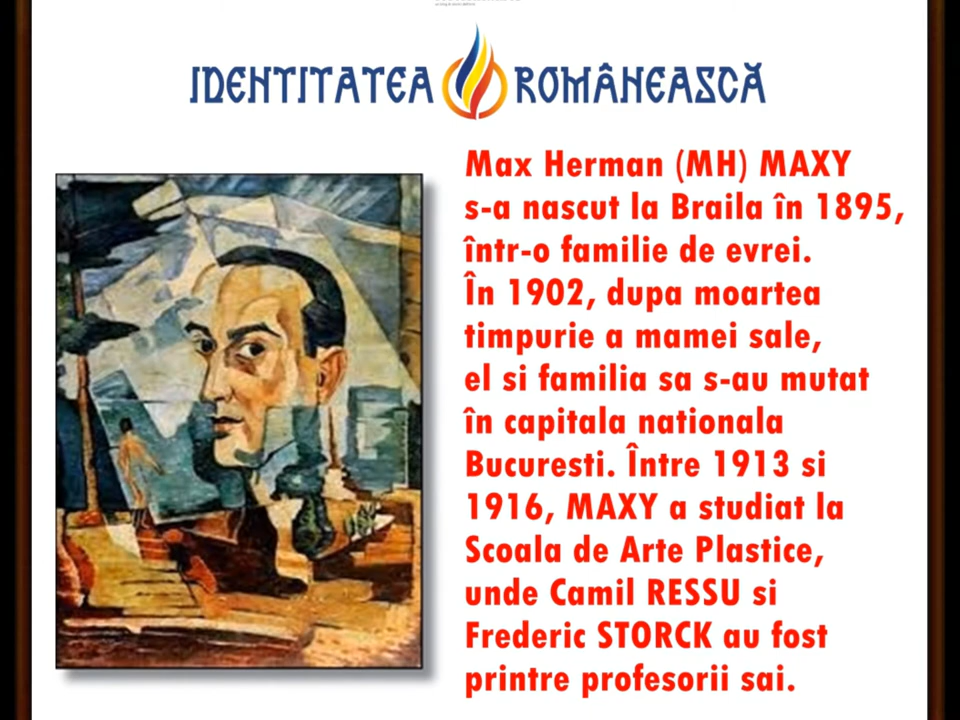 IDENTITATEA ROMÂNEASCĂ
Max Herman (MH) MAXY
s-a nascut la Braila în 1895,
într-o familie de evrei.
În 1902, dupa moartea
timpurie a mamei sale,
el si familia sa s-au mutat
în capitala nationala
Bucuresti. Între 1913 si
1916, MAXY a studiat la
Scoala de Arte Plastice,
unde Camil RESSU si
Frederic STORCK au fost
printre profesorii sai.